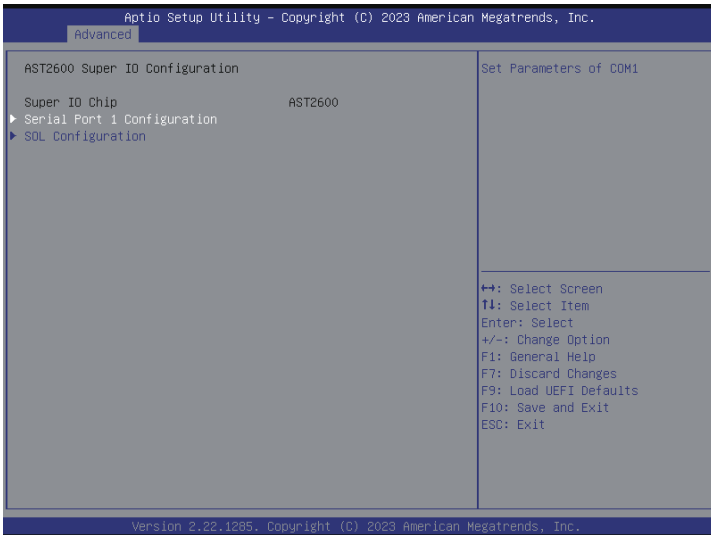 Aptio Setup Utility – Copyright (C) 2023 American Megatrends, Inc.
Advanced
AST2600 Super IO Configuration
Super IO Chip AST2600
Serial Port 1 Configuration
SOL Configuration
Set Parameters of COM1
↔: Select Screen
↑↓: Select Item
Enter: Select
+/-: Change Option
F1: General Help
F7: Discard Changes
F9: Load UEFI Defaults
F10: Save and Exit
ESC: Exit
Version 2.22.1285. Copyright (C) 2023 American Megatrends, Inc.